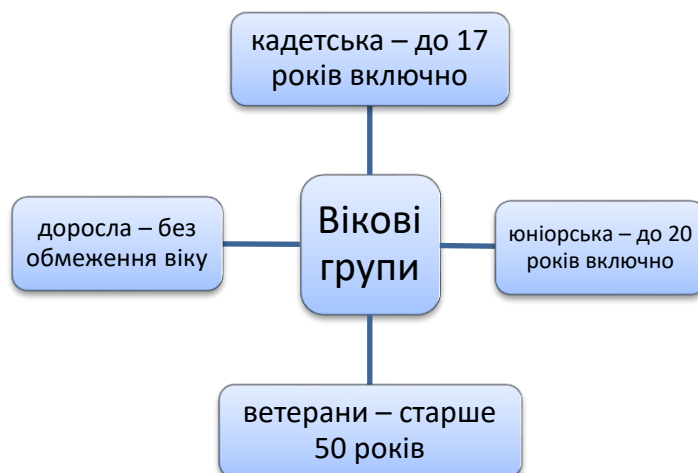 кадетська – до 17
років включно
доросла – без
обмеження віку
Вікові
групи
юніорська – до 20
років включно
ветерани – старше
50 років